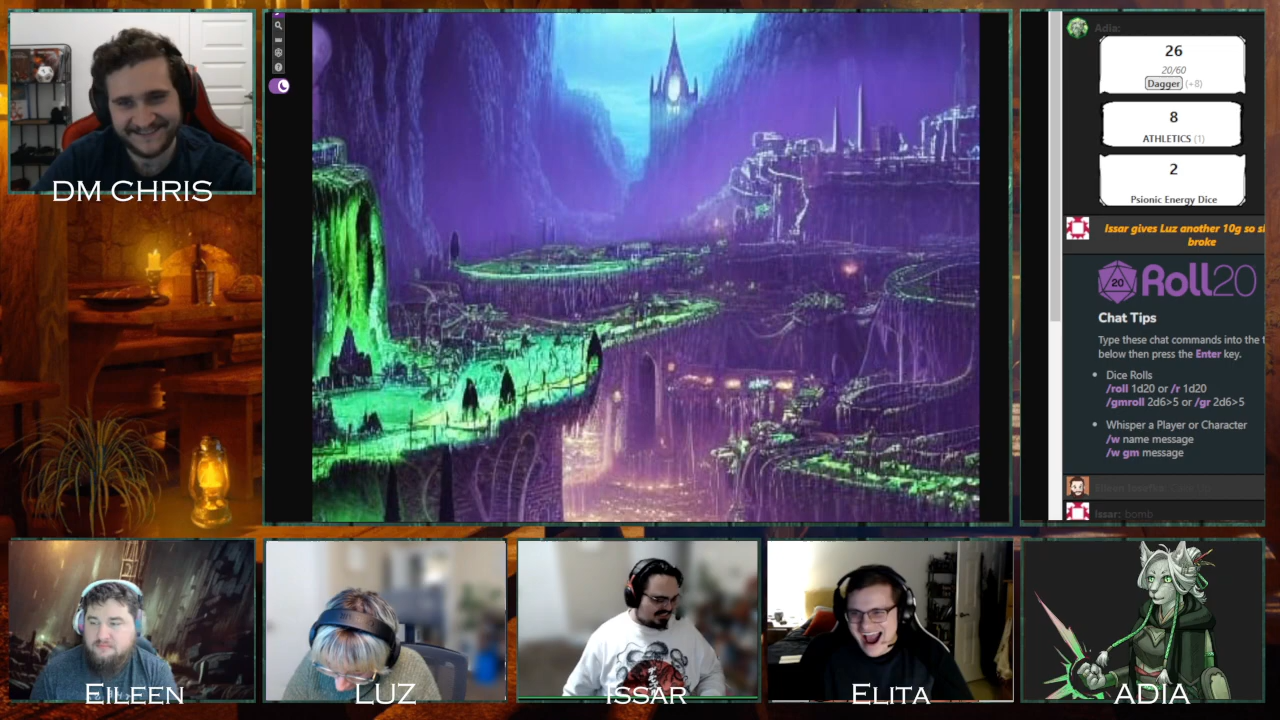 DM CHRIS
Adia:
26
20/60
Dagger (+8)
8
ATHLETICS (1)
2
Psionic Energy Dice
Issar gives Luz another 10g so
broke
20 Roll20
Chat Tips
Type these chat commands into the
below then press the Enter key.
Dice Rolls
/roll 1d20 or /r 1d20
/gmroll 2d6>5 or /gr 2d6>5
Whisper a Player or Character
/w name message
/w gm message
Issar: bomb
EILEEN
LUZ
ISSAR
ELITA
ADIA